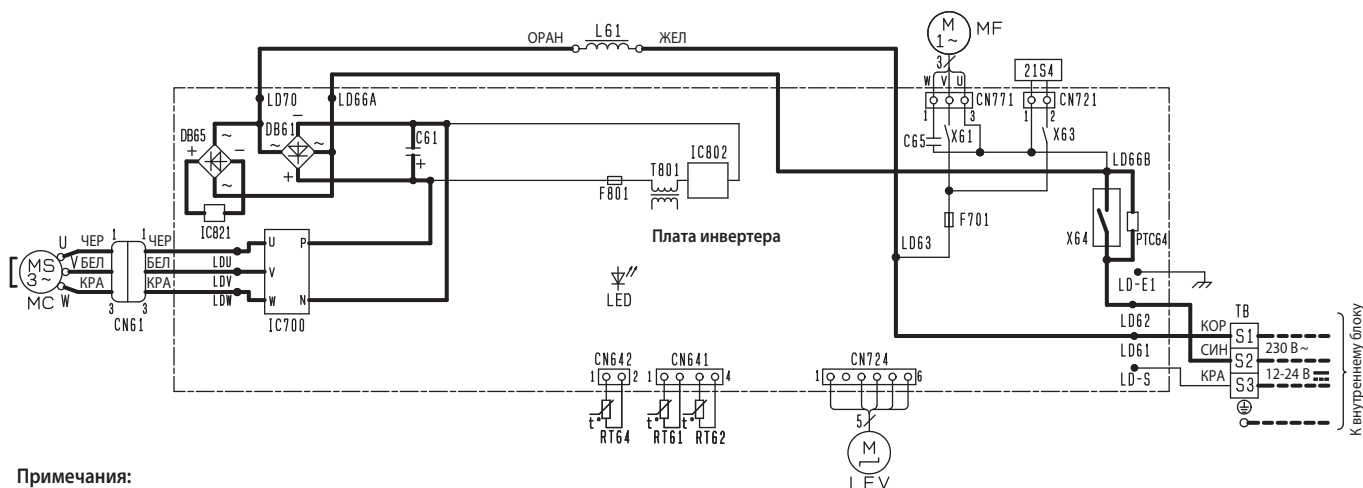 ОРАН L61 ЖЕЛ
M 1~ MF
3
W V U
21S4
LD70 LD66A
CN771 CN721
1 3 1 2
DB65 ~ DB61 − C61
+ − ~ ~
~ + +
C65 X61 X63
T801 IC802
LD66B
F801
IC821
F701
Плата инвертора
LD63
X64 PTC64
U ЧЕР 1 1 ЧЕР U P
LDU
MS 3~ V БЕЛ БЕЛ V
LDV
MC W КРА КРА W N
LDW
3 3
CN61
IC700
LED
LD-E1
LD62
TB
КОР S1
LD61
СИН S2 230 В ~
12-24 В
LD-S
КРА S3
К внутреннему блоку
CN642 CN641 CN724
1 2 1 4 1 6
t° t° t°
RT64 RT61 RT62
5
M
LEV
Примечания: